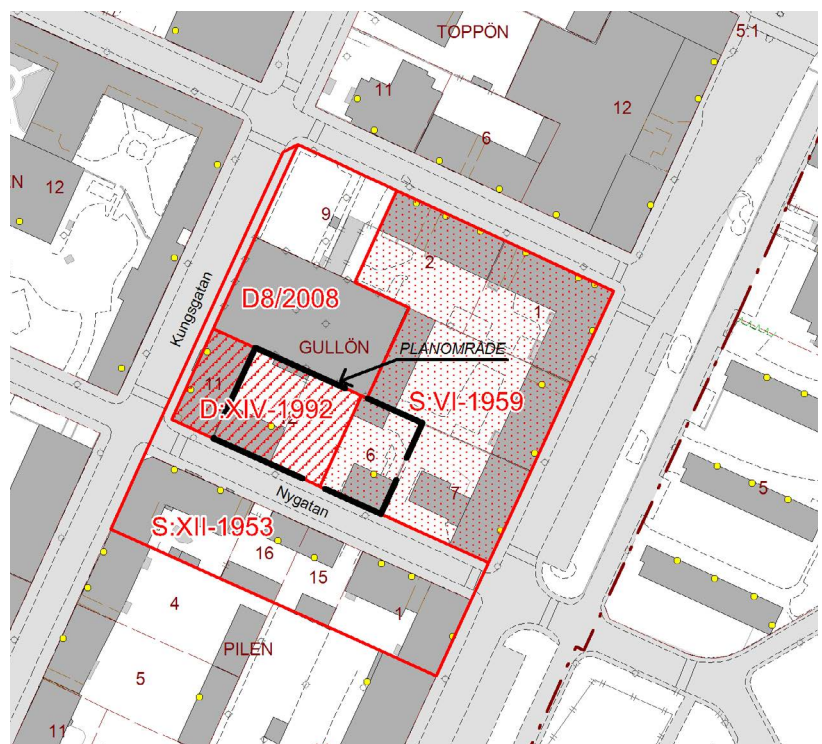 TOPPÖN
5:1
11
12
6
N 12
9
2
1
D8/2008
Kungsgatan
GULLÖN
PLANOMRÅDE
11
D:XIV-1992
12
S:VI-1959
6
7
5
Nygatan
S:XII-1953
16
15
4
1
PILEN
5
11